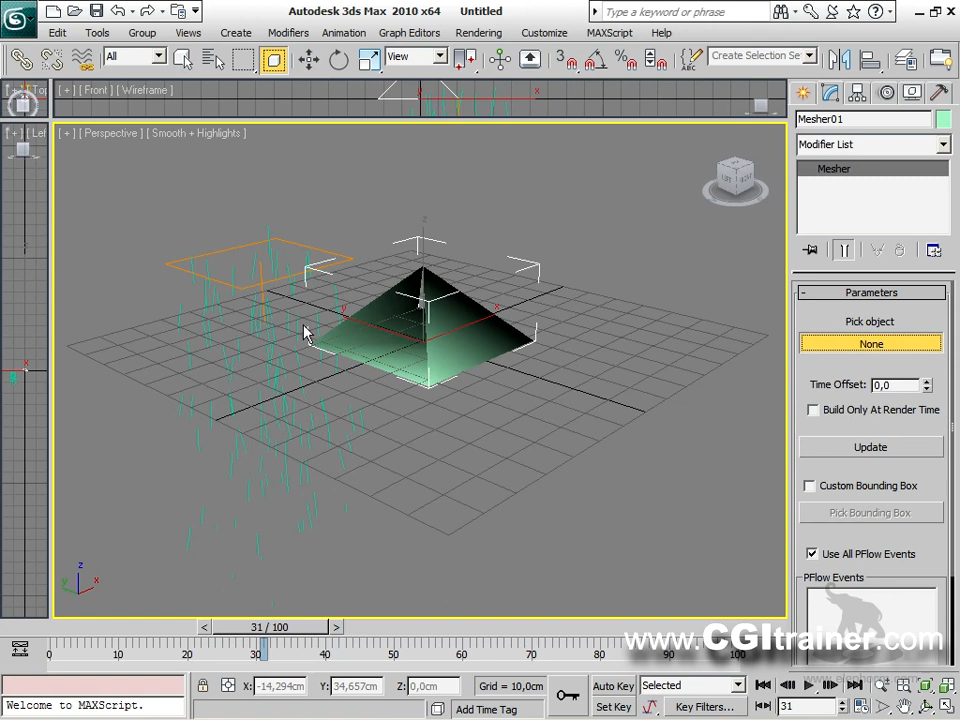 Autodesk 3ds Max 2010 x64 Untitled
Type a keyword or phrase
Edit Tools Group Views Create Modifiers Animation Graph Editors Rendering Customize MAXScript Help
All View 3 Create Selection Se
[ + ] [ Top
[ + ] [ Front ] [ Wireframe ]
x
[ + ] [ Left
[ + ] [ Perspective ] [ Smooth + Highlights ]
Mesher01
Modifier List
Mesher
z
x
y
Parameters
Pick object
None
Time Offset: 0,0
Build Only At Render Time
Update
Custom Bounding Box
Pick Bounding Box
Use All PFlow Events
PFlow Events
z
y x
31 / 100
www.CGItrainer.com
0 10 20 30 40 50 60 70 80 90
X: -14,294cm Y: 34,657cm Z: 0,0cm Grid = 10,0cm
Auto Key Selected
Welcome to MAXScript.
Add Time Tag
Set Key Key Filters... 31